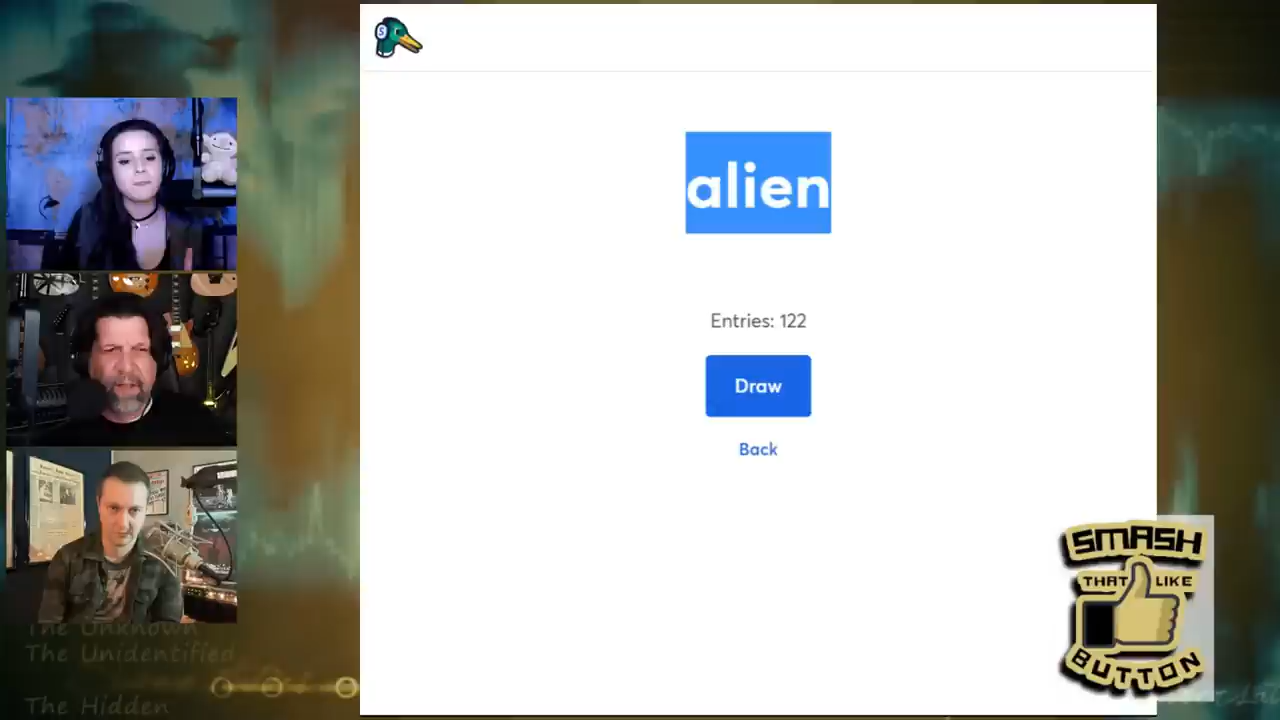 S
alien
Entries: 122
Draw
Back
SMASH
THAT LIKE
BUTTON
The Unknown
The Unidentified
The Hidden